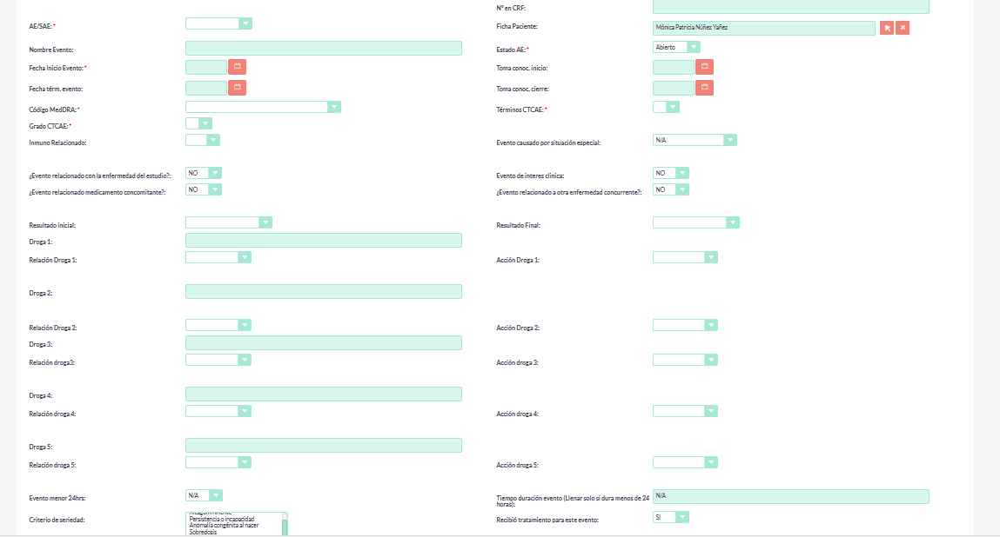 Nº en CRF:
AE/SAE:*
Ficha Paciente: Mónica Patricia Núñez Yañez
Nombre Evento:
Estado AE:* Abierto
Fecha Inicio Evento:*
Toma conoc. inicio:
Fecha térm. evento:
Toma conoc. cierre:
Código MedDRA:*
Términos CTCAE:*
Grado CTCAE:*
Inmuno Relacionado:
Evento causado por situación especial: N/A
¿Evento relacionado con la enfermedad del estudio?: NO
Evento de interes clinica: NO
¿Evento relacionado medicamento concomitante?: NO
¿Evento relacionado a otra enfermedad concurrente?: NO
Resultado inicial:
Resultado Final:
Droga 1:
Relación Droga 1:
Acción Droga 1:
Droga 2:
Relación Droga 2:
Acción Droga 2:
Droga 3:
Relación droga3:
Acción droga 3:
Droga 4:
Relación droga 4:
Acción droga 4:
Droga 5:
Relación droga 5:
Acción droga 5:
Evento menor 24hrs: N/A
Tiempo duración evento (Llenar solo si dura menos de 24
horas): N/A
Criterio de seriedad:
Persistencia o incapacidad
Anomalía congénita al nacer
Sobredosis
Recibió tratamiento para este evento: SI